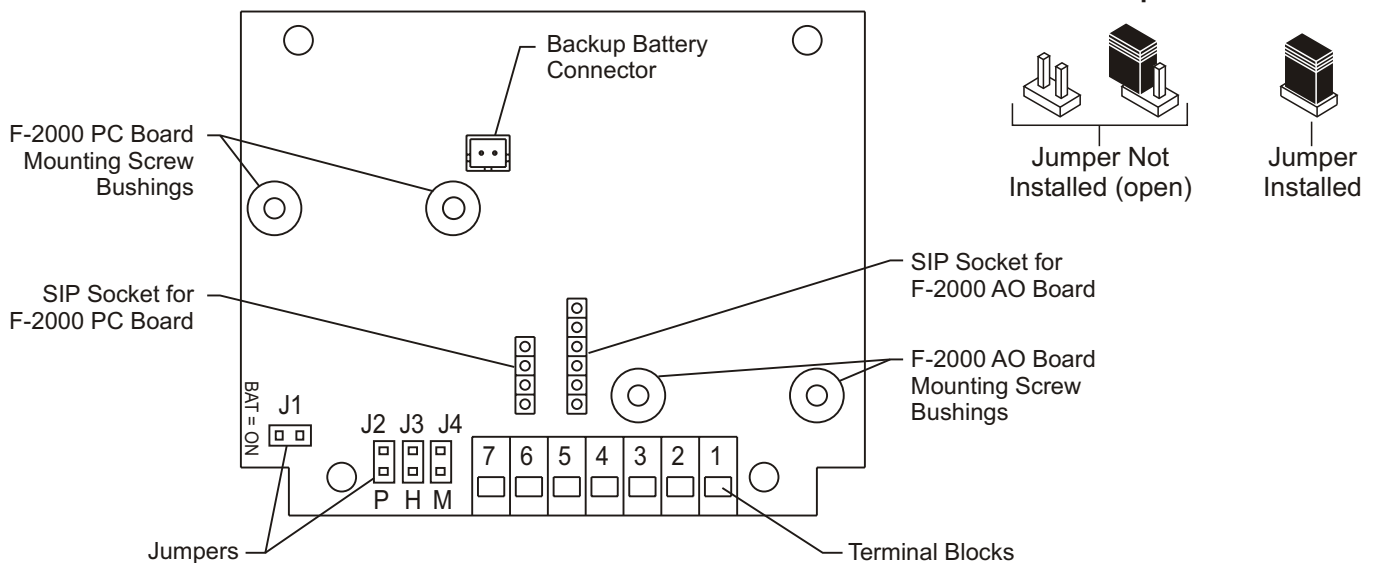 Backup Battery
Connector
F-2000 PC Board
Mounting Screw
Bushings
Jumper Not
Installed (open)
Jumper
Installed
SIP Socket for
F-2000 AO Board
SIP Socket for
F-2000 PC Board
F-2000 AO Board
Mounting Screw
Bushings
BAT = ON
J1
J2 J3 J4
P H M
7 6 5 4 3 2 1
Jumpers
Terminal Blocks